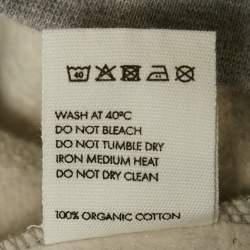 40
WASH AT 40ºC
DO NOT BLEACH
DO NOT TUMBLE DRY
IRON MEDIUM HEAT
DO NOT DRY CLEAN
100% ORGANIC COTTON